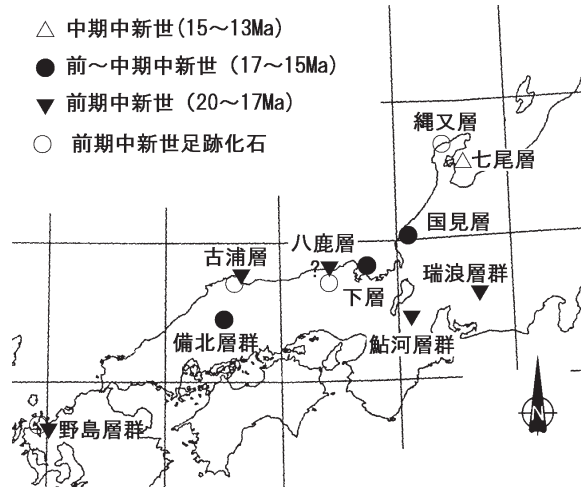 △ 中期中新世(15～13Ma)
● 前～中期中新世（17～15Ma）
▼ 前期中新世（20～17Ma）
○ 前期中新世足跡化石
縄又層
七尾層
国見層
八鹿層
古浦層
?
下層
瑞浪層群
備北層群
鮎河層群
野島層群
N